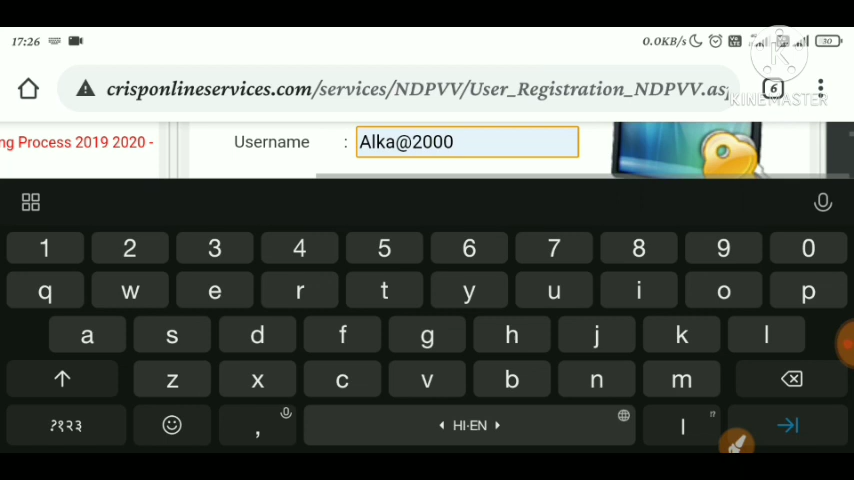 17:26 0.0KB/s 30
crisponlineservices.com/services/NDPVV/User_Registration_NDPVV.as 6
KINEMASTER
ng Process 2019 2020 - Username : Alka@2000
1 2 3 4 5 6 7 8 9 0
q w e r t y u i o p
a s d f g h j k l
z x c v b n m
?१२३ , HI-EN ।